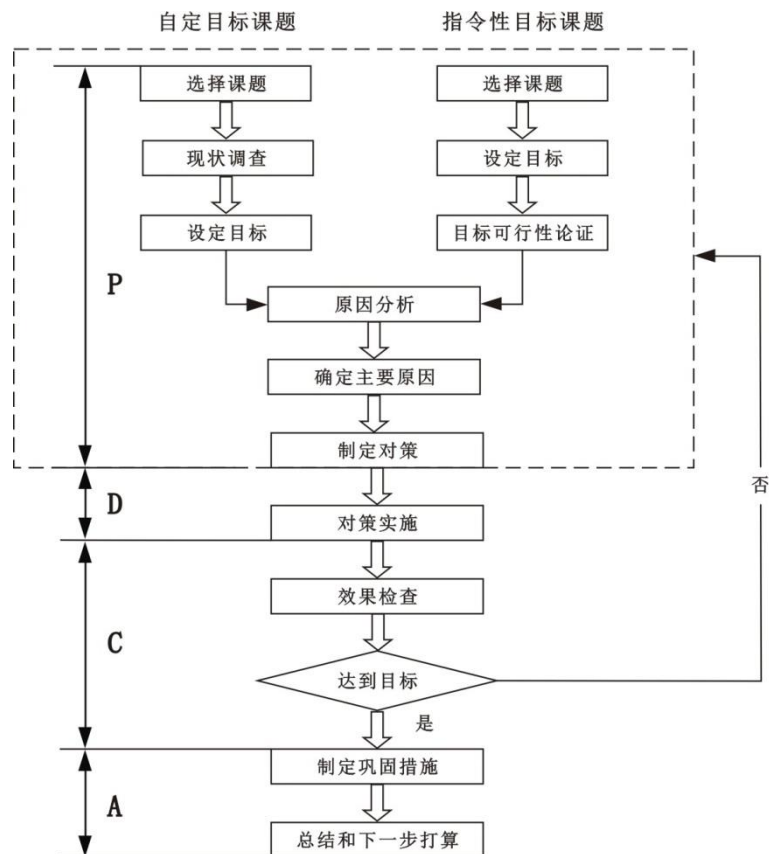 自定目标课题 指令性目标课题
选择课题 选择课题
现状调查 设定目标
设定目标 目标可行性论证
P
原因分析
确定主要原因
制定对策
否
D
对策实施
效果检查
C
达到目标
是
制定巩固措施
A
总结和下一步打算